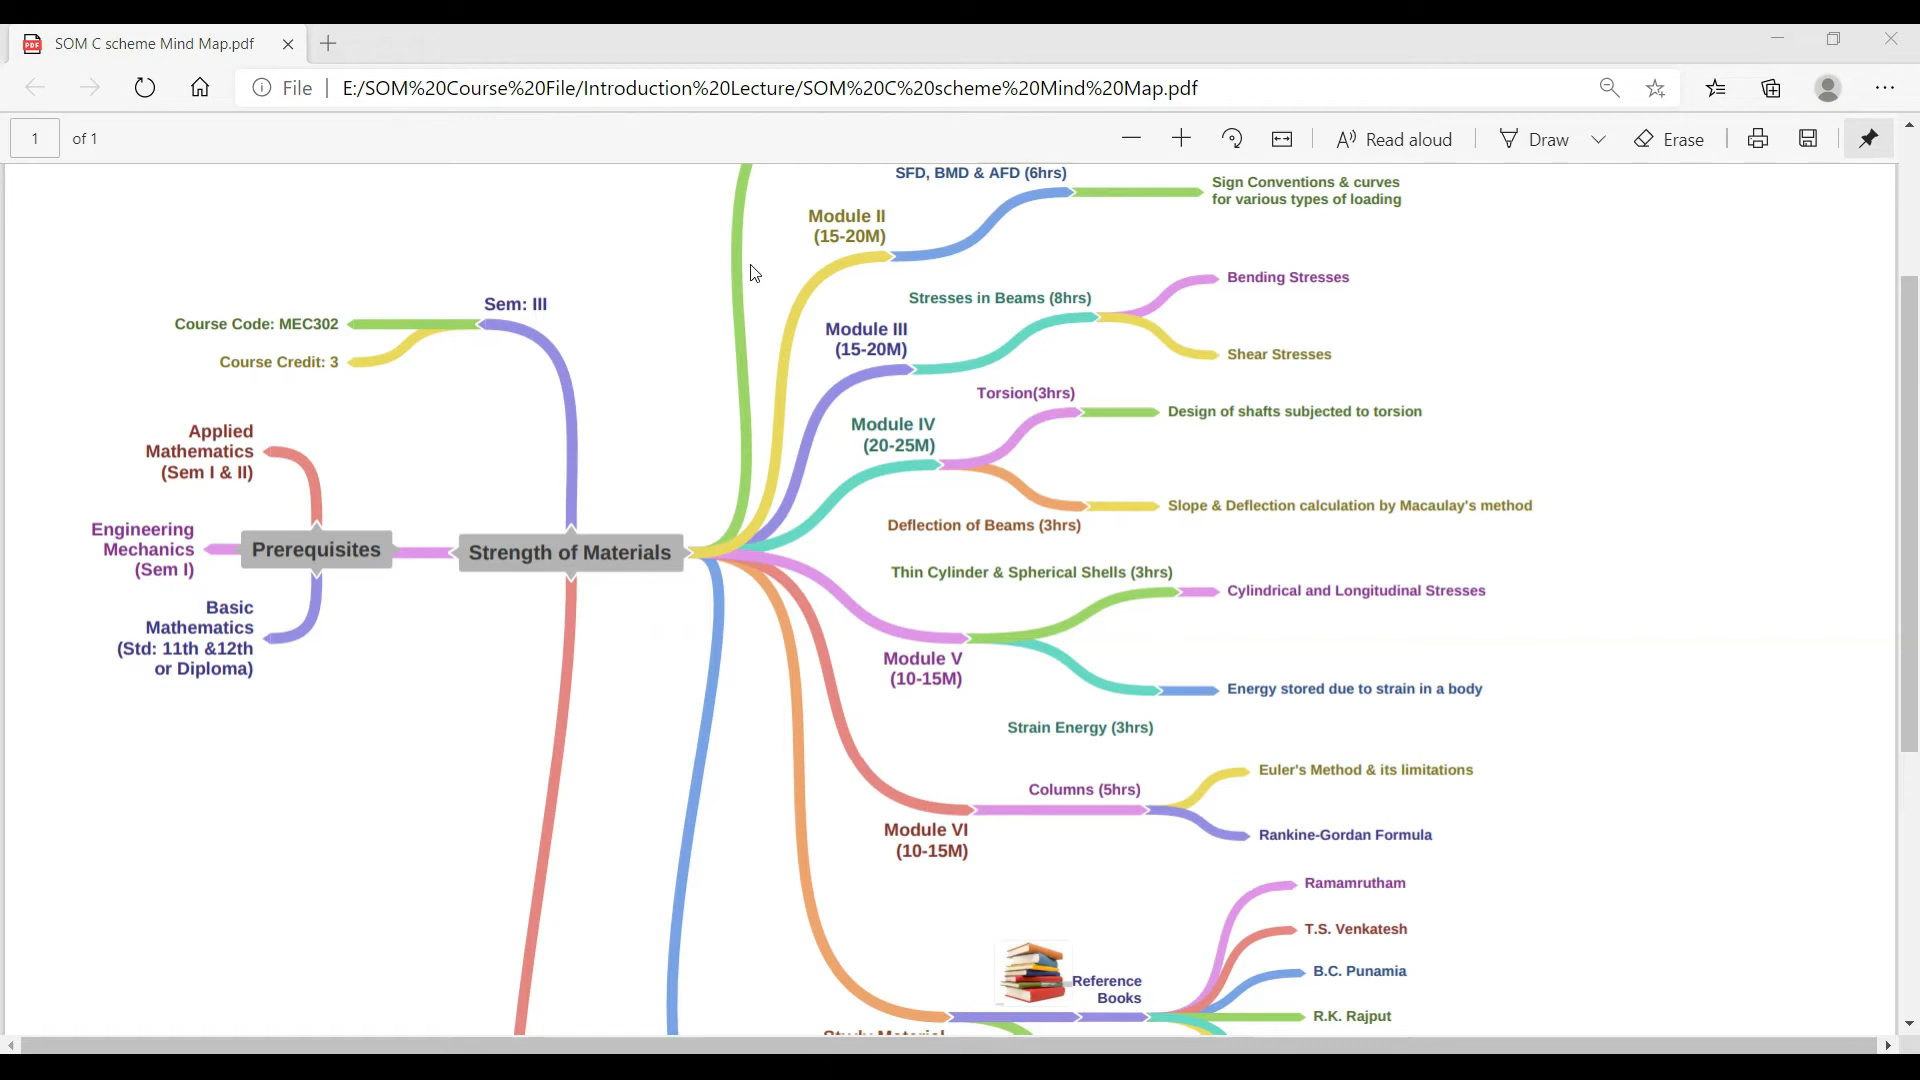 SOM C scheme Mind Map.pdf
File
E:/SOM%20Course%20File/Introduction%20Lecture/SOM%20C%20scheme%20Mind%20Map.pdf
1
of 1
Read aloud
Draw
Erase
SFD, BMD & AFD (6hrs)
Sign Conventions & curves
for various types of loading
Module II
(15-20M)
Bending Stresses
Stresses in Beams (8hrs)
Module III
(15-20M)
Shear Stresses
Sem: III
Course Code: MEC302
Course Credit: 3
Torsion(3hrs)
Design of shafts subjected to torsion
Module IV
(20-25M)
Slope & Deflection calculation by Macaulay's method
Deflection of Beams (3hrs)
Applied
Mathematics
(Sem I & II)
Engineering
Mechanics
(Sem I)
Prerequisites
Strength of Materials
Basic
Mathematics
(Std: 11th &12th
or Diploma)
Thin Cylinder & Spherical Shells (3hrs)
Cylindrical and Longitudinal Stresses
Module V
(10-15M)
Energy stored due to strain in a body
Strain Energy (3hrs)
Euler's Method & its limitations
Columns (5hrs)
Module VI
(10-15M)
Rankine-Gordan Formula
Ramamrutham
T.S. Venkatesh
B.C. Punamia
Reference
Books
R.K. Rajput
Study Material